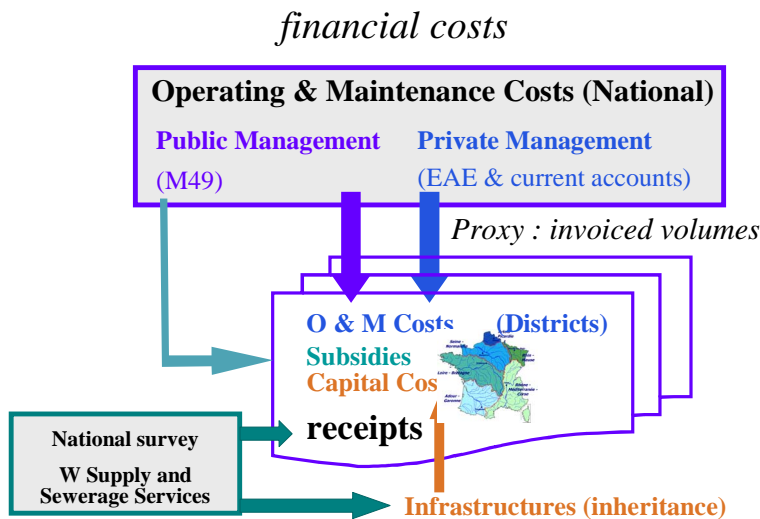 financial costs
Operating & Maintenance Costs (National)
Public Management
Private Management
(M49)
(EAE & current accounts)
Proxy : invoiced volumes
O & M Costs (Districts)
Subsidies
Capital Cos
receipts
National survey
W Supply and
Sewerage Services
Infrastructures (inheritance)